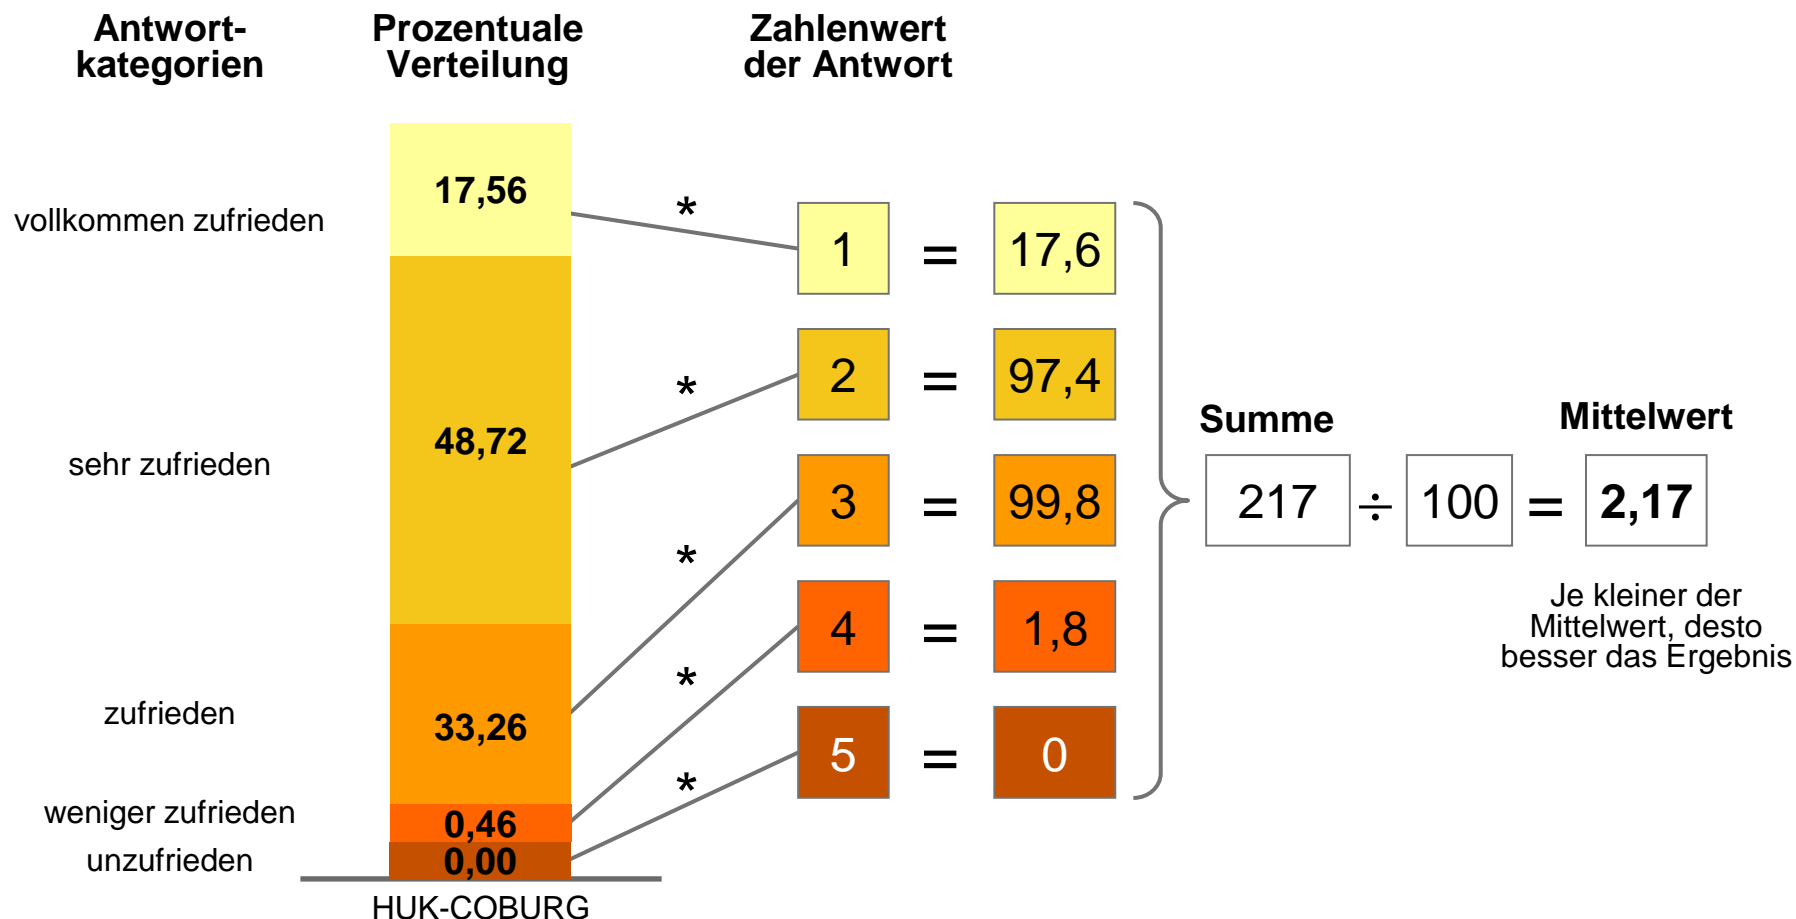 Antwort-
kategorien
Prozentuale
Verteilung
Zahlenwert
der Antwort
vollkommen zufrieden
17,56
*
1
=
17,6
sehr zufrieden
48,72
*
2
=
97,4
zufrieden
33,26
*
3
=
99,8
weniger zufrieden
0,46
*
4
=
1,8
unzufrieden
0,00
*
5
=
0
HUK-COBURG
Summe
Mittelwert
217 ÷ 100 = 2,17
Je kleiner der
Mittelwert, desto
besser das Ergebnis